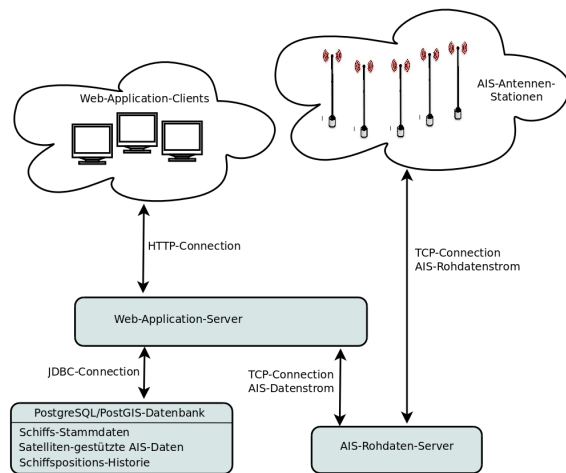 Web-Application-Clients
AIS-Antennen-
Stationen
HTTP-Connection
TCP-Connection
AIS-Rohdatenstrom
Web-Application-Server
JDBC-Connection
TCP-Connection
AIS-Datenstrom
PostgreSQL/PostGIS-Datenbank
Schiffs-Stammdaten
Satelliten-gestützte AIS-Daten
Schiffspositions-Historie
AIS-Rohdaten-Server